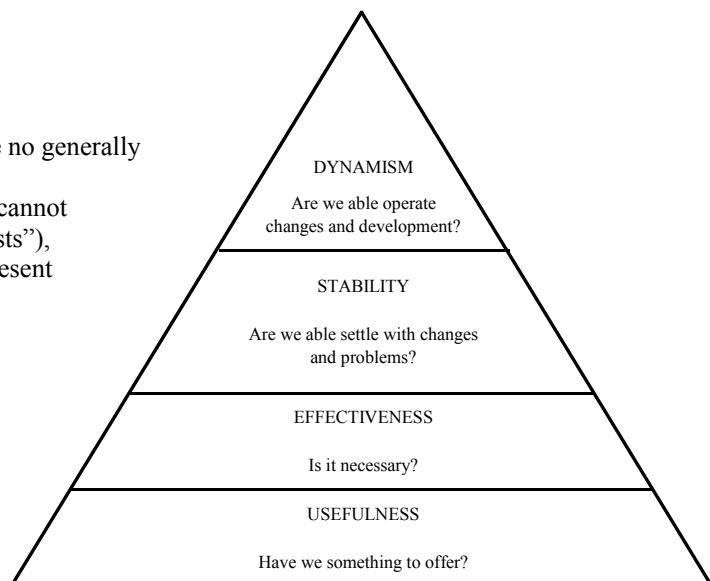 e no generally
cannot
sts”),
esent
DYNAMISM
Are we able operate
changes and development?
STABILITY
Are we able settle with changes
and problems?
EFFECTIVENESS
Is it necessary?
USEFULNESS
Have we something to offer?